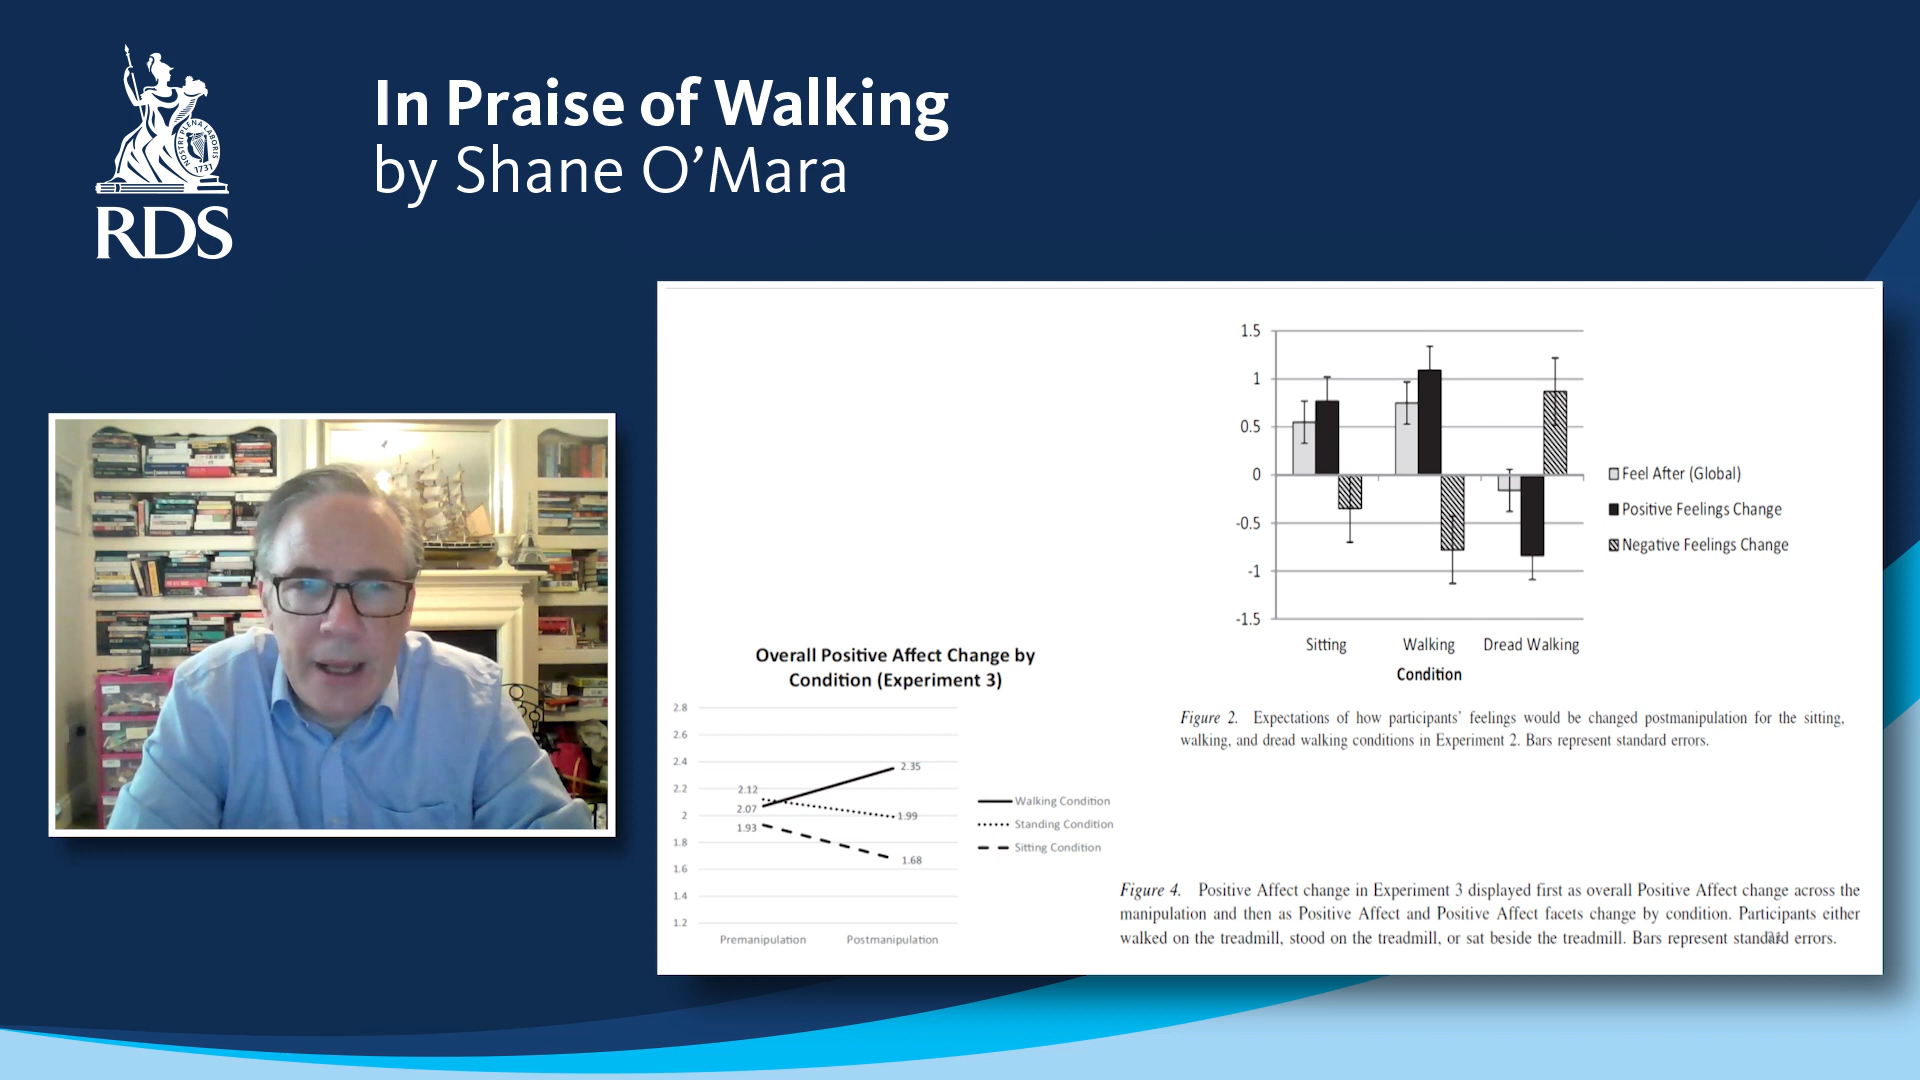 In Praise of Walking
by Shane O'Mara
NOSTRI PLENA LABORIS
1731
RDS
1.5
1
0.5
0
-0.5
-1
-1.5
Sitting
Walking
Dread Walking
Condition
Feel After (Global)
Positive Feelings Change
Negative Feelings Change
Figure 2. Expectations of how participants' feelings would be changed postmanipulation for the sitting,
walking, and dread walking conditions in Experiment 2. Bars represent standard errors.
Overall Positive Affect Change by
Condition (Experiment 3)
2.8
2.6
2.4
2.2
2
1.8
1.6
1.4
1.2
2.12
2.07
1.93
2.35
1.99
1.68
Premanipulation
Postmanipulation
Walking Condition
Standing Condition
Sitting Condition
Figure 4. Positive Affect change in Experiment 3 displayed first as overall Positive Affect change across the
manipulation and then as Positive Affect and Positive Affect facets change by condition. Participants either
walked on the treadmill, stood on the treadmill, or sat beside the treadmill. Bars represent standard errors.